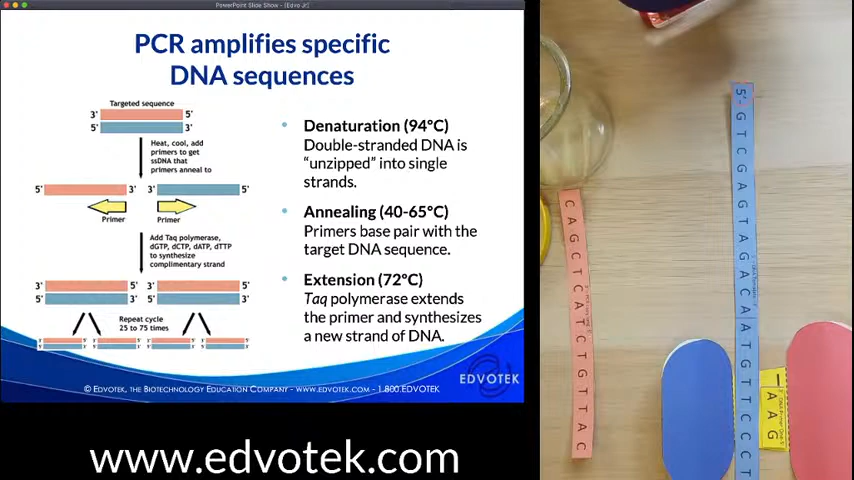 PowerPoint Slide Show - [Edvo Jr]
PCR amplifies specific
DNA sequences
Targeted sequence
3' 5'
5' 3'
Heat, cool, add
primers to get
ssDNA that
primers anneal to
5' 3' 3' 5'
Primer Primer
Add Taq polymerase,
dGTP, dCTP, dATP, dTTP
to synthesize
complimentary strand
3' 5' 3' 5'
5' 3' 5' 3'
Repeat cycle
25 to 75 times
• Denaturation (94°C)
Double-stranded DNA is
"unzipped" into single
strands.
• Annealing (40-65°C)
Primers base pair with the
target DNA sequence.
• Extension (72°C)
Taq polymerase extends
the primer and synthesizes
a new strand of DNA.
© EDVOTEK, THE BIOTECHNOLOGY EDUCATION COMPANY - WWW.EDVOTEK.COM - 1.800.EDVOTEK
EDVOTEK
www.edvotek.com
C A G C T C A T C T G T T A C
5' G T C G A G T A G A C A A T G T T C C C T
A A G